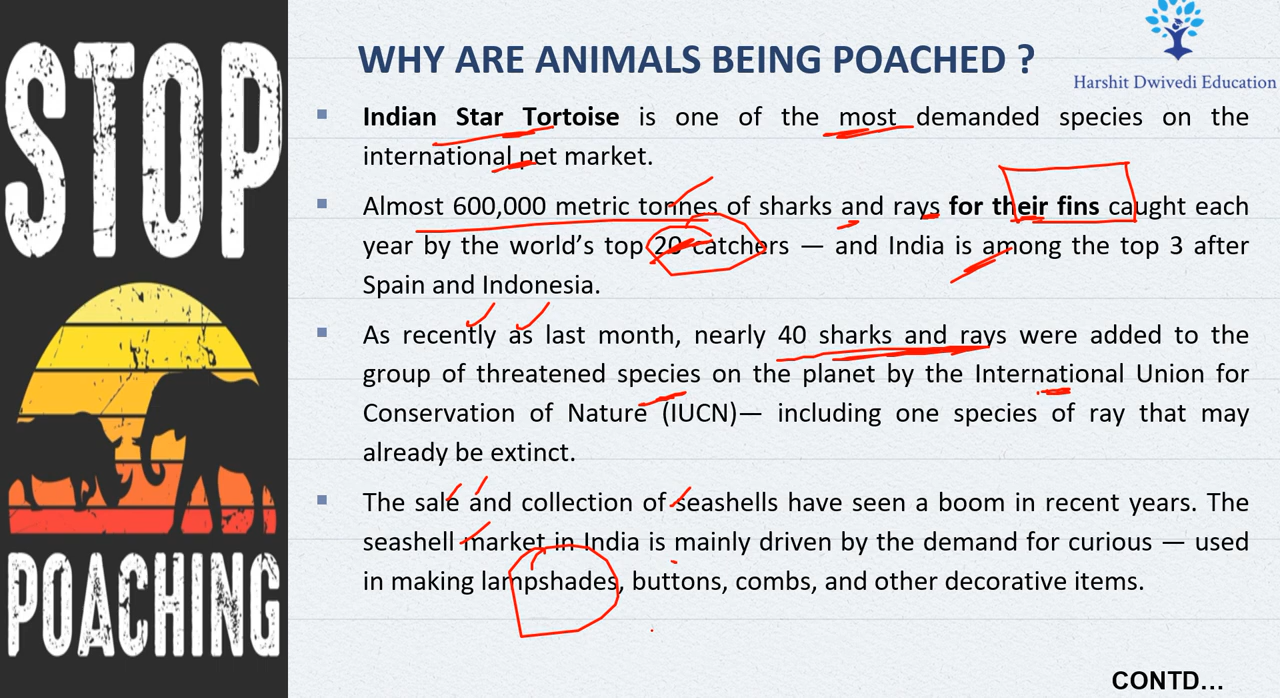 STOP
POACHING
WHY ARE ANIMALS BEING POACHED ?
Harshit Dwivedi Education
▪ Indian Star Tortoise is one of the most demanded species on the
international pet market.
▪ Almost 600,000 metric tonnes of sharks and rays for their fins caught each
year by the world’s top 20 catchers — and India is among the top 3 after
Spain and Indonesia.
▪ As recently as last month, nearly 40 sharks and rays were added to the
group of threatened species on the planet by the International Union for
Conservation of Nature (IUCN)— including one species of ray that may
already be extinct.
▪ The sale and collection of seashells have seen a boom in recent years. The
seashell market in India is mainly driven by the demand for curious — used
in making lampshades, buttons, combs, and other decorative items.
CONTD...